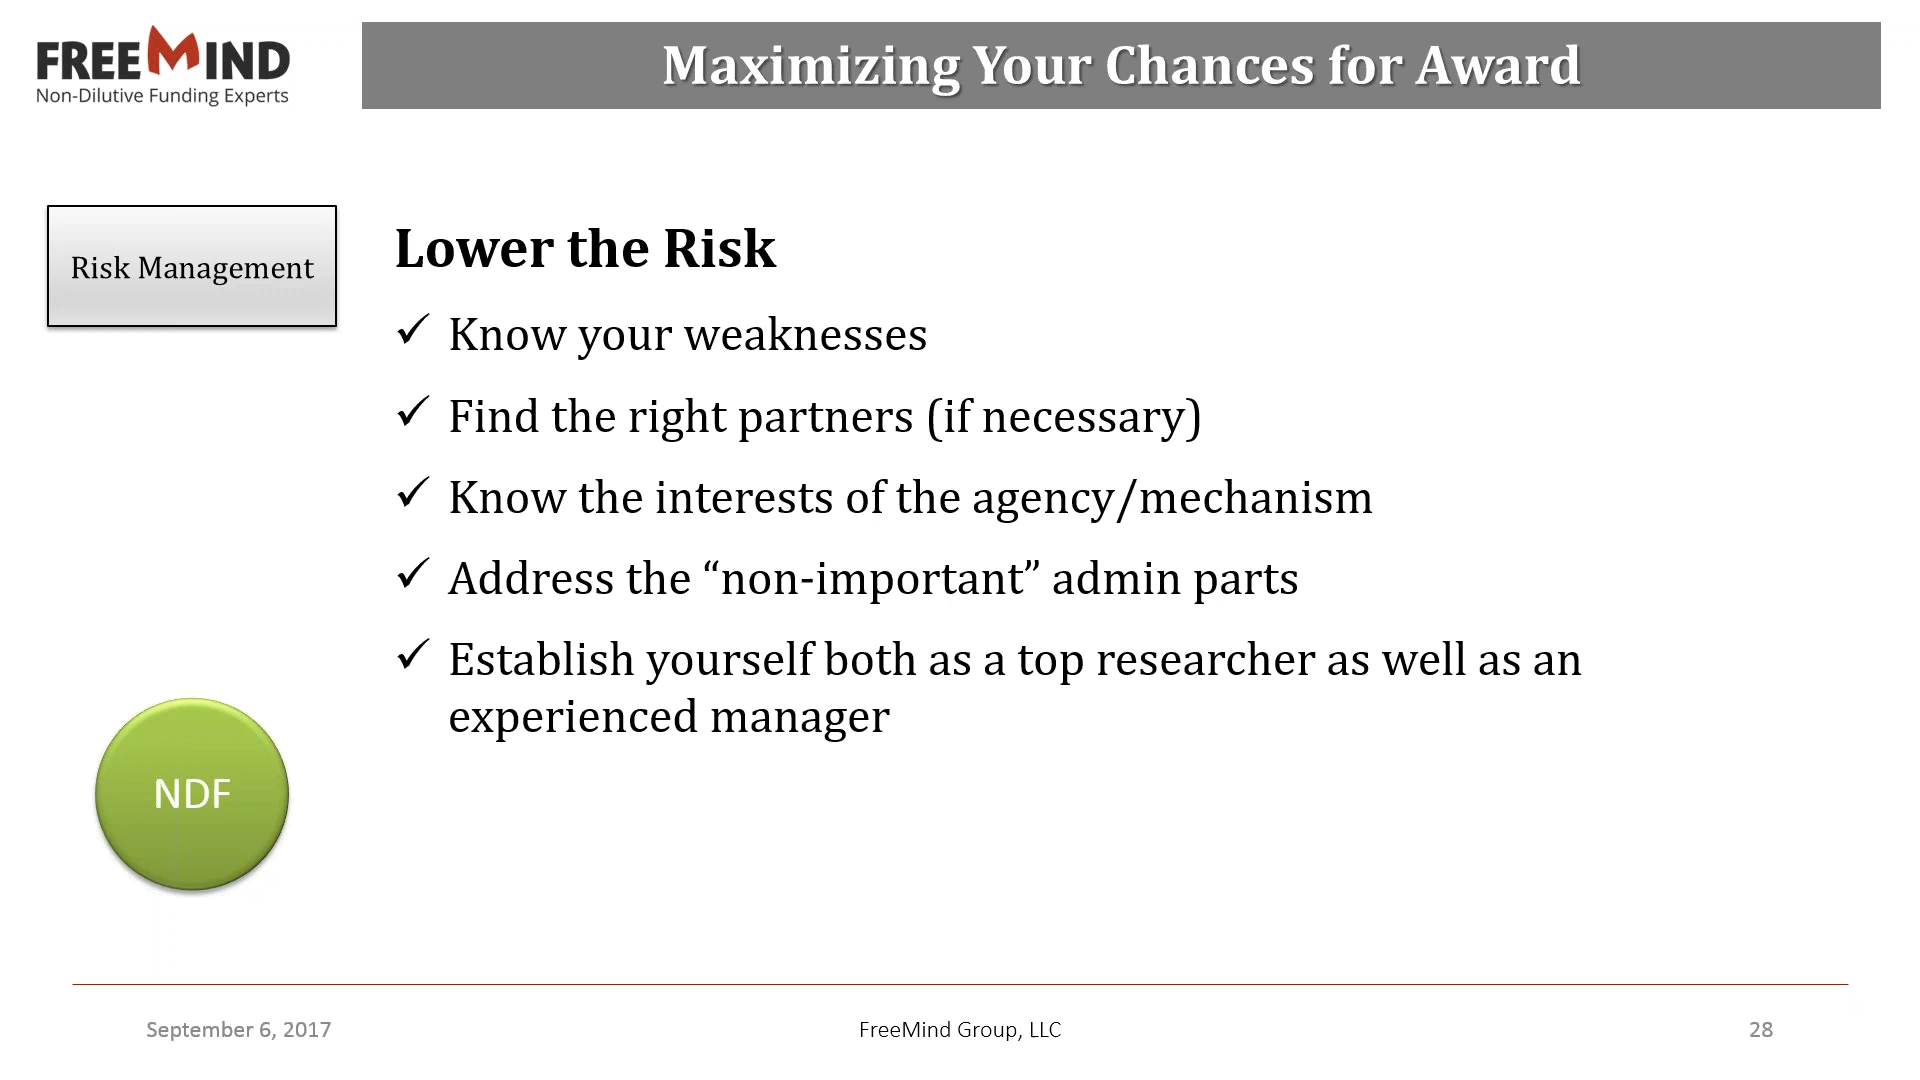 FREEMIND
Non-Dilutive Funding Experts
Maximizing Your Chances for Award
Risk Management
Lower the Risk
✓ Know your weaknesses
✓ Find the right partners (if necessary)
✓ Know the interests of the agency/mechanism
✓ Address the “non-important” admin parts
✓ Establish yourself both as a top researcher as well as an
experienced manager
NDF
September 6, 2017
FreeMind Group, LLC
28